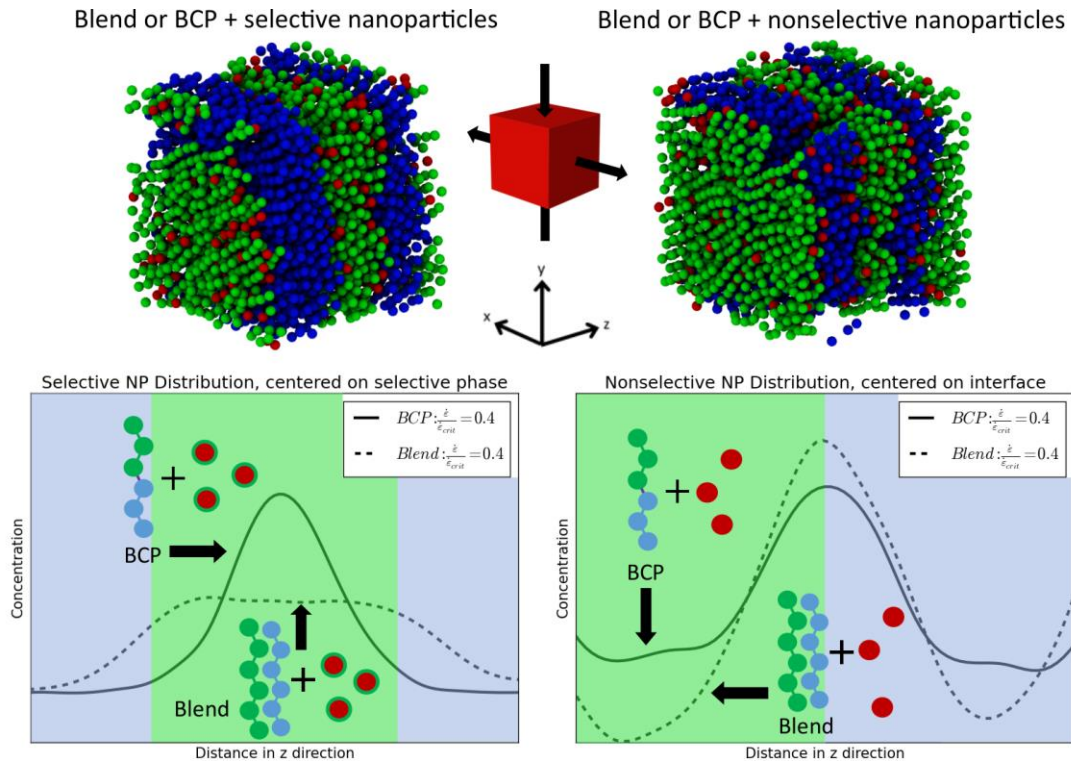 Blend or BCP + selective nanoparticles
Blend or BCP + nonselective nanoparticles
y
x
z
Selective NP Distribution, centered on selective phase
BCP: ε̇/ε̇crit=0.4
Blend: ε̇/ε̇crit=0.4
+
BCP
+
Blend
Concentration
Distance in z direction
Nonselective NP Distribution, centered on interface
BCP: ε̇/ε̇crit=0.4
Blend: ε̇/ε̇crit=0.4
+
BCP
+
Blend
Concentration
Distance in z direction